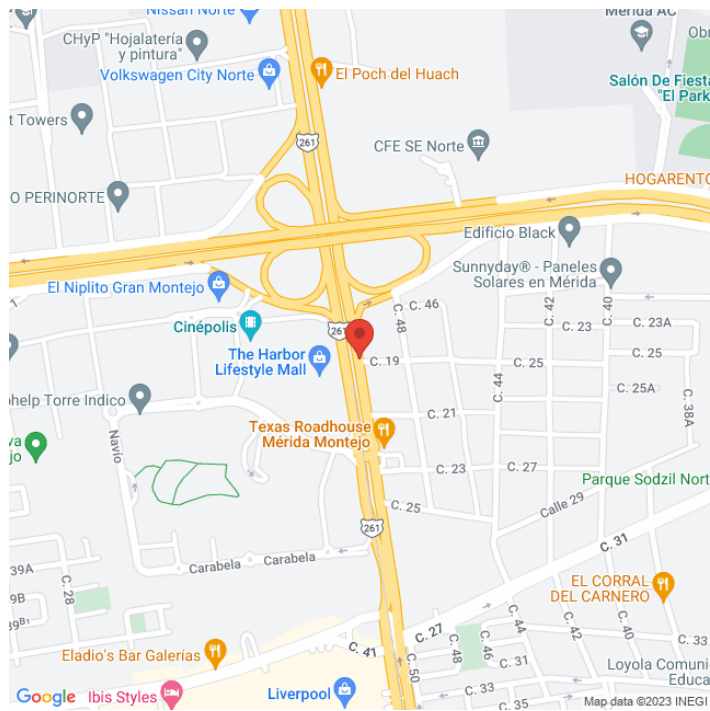 Nissan Norte
Mérida AC
Obr
CHyP "Hojalatería
y pintura"
Volkswagen City Norte
El Poch del Huach
Salón De Fiesta
"El Park
t Towers
261
CFE SE Norte
O PERINORTE
HOGARENTO
Edificio Black
Sunnyday® - Paneles
Solares en Mérida
El Niplito Gran Montejo
C. 46
C. 48
C. 42
C. 40
C. 23
C. 23A
Cinépolis
261
The Harbor
Lifestyle Mall
C. 19
C. 25
C. 25
C. 44
C. 25A
C. 38A
phelp Torre Indico
C. 21
Texas Roadhouse
Mérida Montejo
Navío
va
jo
C. 23
C. 27
Parque Sodzil Nort
C. 25
Calle 29
261
C. 31
Carabela
Carabela
39A
C. 28
39B
39B1
EL CORRAL
DEL CARNERO
C. 27
C. 44
C. 42
C. 40
C. 33
Eladio's Bar Galerías
C. 41
C. 50
C. 48
C. 46
C. 31
Loyola Comuni
Educa
C. 33
C. 35
Google
Ibis Styles
Liverpool
Map data ©2023 INEGI